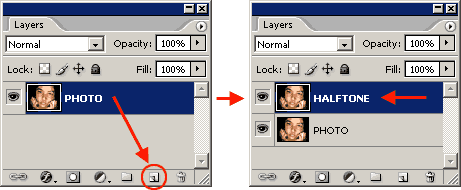 Layers
Normal Opacity: 100%
Lock: Fill: 100%
PHOTO
Layers
Normal Opacity: 100%
Lock: Fill: 100%
HALFTONE
PHOTO